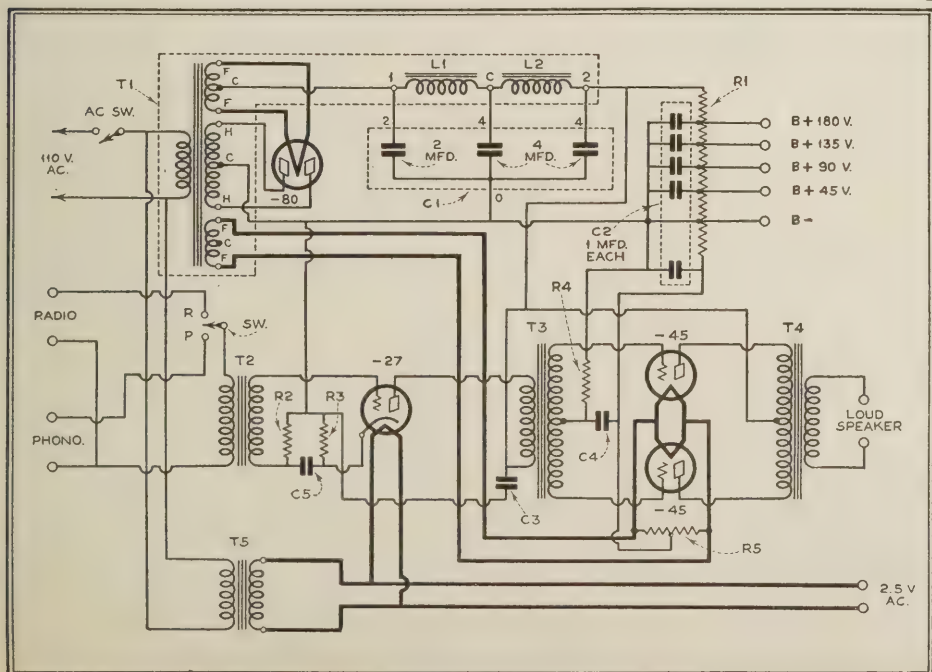 T1
AC SW.
110 V.
AC.
F
C
F
H
C
H
F
C
F
-80
1
L1
C
L2
2
2
4
4
2
MFD.
4
MFD.
C1
0
R1
B+ 180 V.
B+ 135 V.
B+ 90 V.
B+ 45 V.
B-
C2
1 MFD.
EACH
RADIO
R
P
SW.
PHONO.
T2
R2
R3
C5
-27
T3
R4
C4
C3
-45
-45
T4
LOUD
SPEAKER
R5
T5
2.5 V
AC.